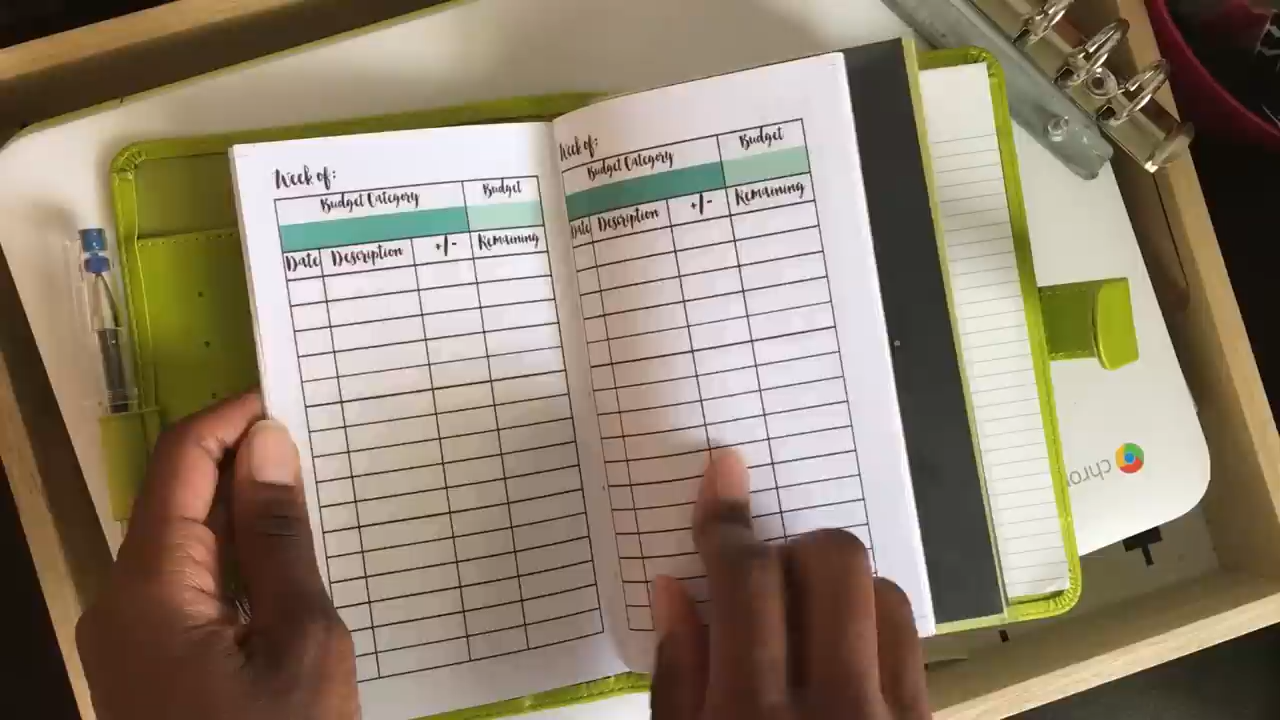 Week of:
Budget Category Budget
Date Description +/- Remaining
Week of:
Budget Category Budget
Date Description +/- Remaining
chro